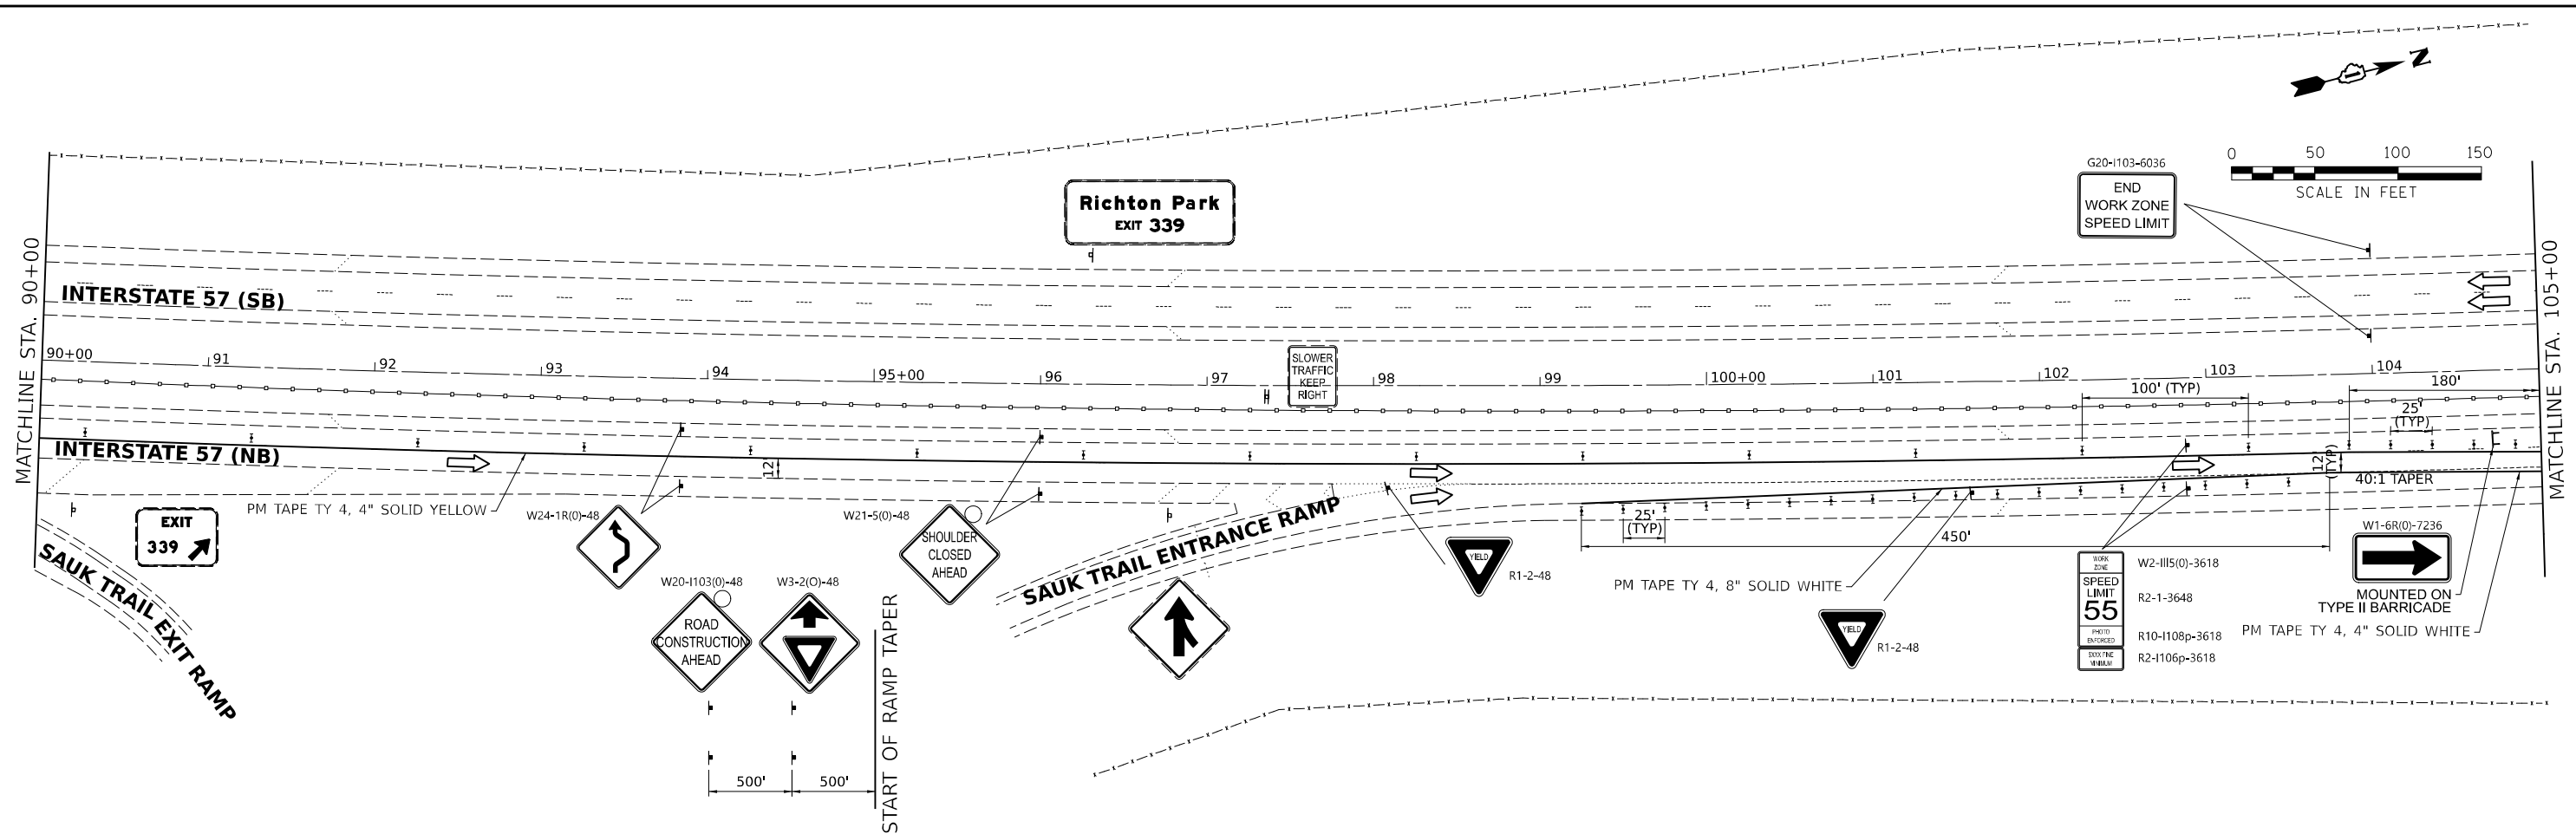 N
0 50 100 150
SCALE IN FEET
G20-I103-6036
END
WORK ZONE
SPEED LIMIT
Richton Park
EXIT 339
MATCHLINE STA. 90+00
MATCHLINE STA. 105+00
INTERSTATE 57 (SB)
90+00 91 92 93 94 95+00 96 97 98 99 100+00 101 102 103 104
SLOWER
TRAFFIC
KEEP
RIGHT
100' (TYP)
180'
25'
(TYP)
INTERSTATE 57 (NB)
12'
12'
(TYP)
40:1 TAPER
PM TAPE TY 4, 4" SOLID YELLOW
EXIT
339
SAUK TRAIL EXIT RAMP
W24-1R(0)-48
W21-5(0)-48
SHOULDER
CLOSED
AHEAD
W20-I103(0)-48
ROAD
CONSTRUCTION
AHEAD
W3-2(O)-48
START OF RAMP TAPER
500' 500'
SAUK TRAIL ENTRANCE RAMP
YIELD
R1-2-48
25'
(TYP)
450'
PM TAPE TY 4, 8" SOLID WHITE
YIELD
R1-2-48
WORK
ZONE
SPEED
LIMIT
55
PHOTO
ENFORCED
$XXX FINE
MINIMUM
W2-III5(0)-3618
R2-1-3648
R10-I108p-3618
R2-I106p-3618
W1-6R(0)-7236
MOUNTED ON
TYPE II BARRICADE
PM TAPE TY 4, 4" SOLID WHITE